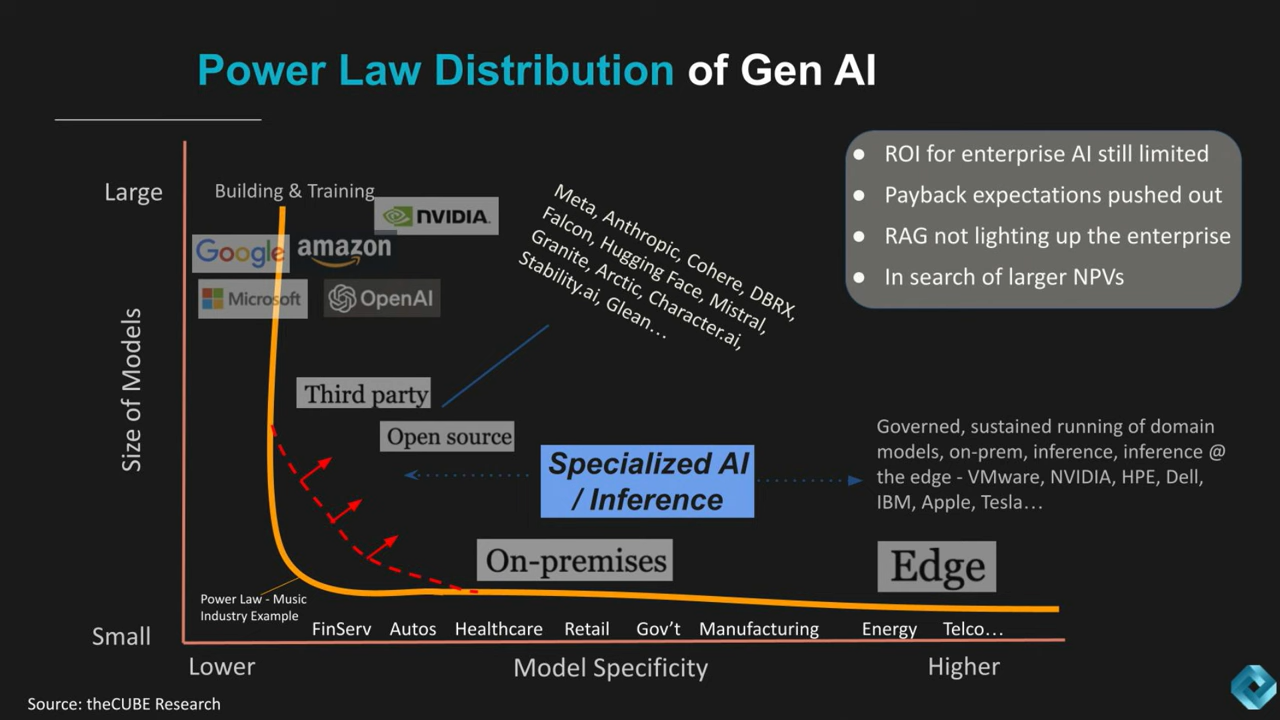 Power Law Distribution of Gen AI
Large
Building & Training
NVIDIA.
Google
amazon
Microsoft
OpenAI
Meta, Anthropic, Cohere, DBRX,
Falcon, Hugging Face, Mistral,
Granite, Arctic, Character.ai,
Stability.ai, Glean…
● ROI for enterprise AI still limited
● Payback expectations pushed out
● RAG not lighting up the enterprise
● In search of larger NPVs
Size of Models
Third party
Open source
Specialized AI
/ Inference
Governed, sustained running of domain
models, on-prem, inference, inference @
the edge - VMware, NVIDIA, HPE, Dell,
IBM, Apple, Tesla…
On-premises
Edge
Power Law - Music
Industry Example
FinServ Autos Healthcare Retail Gov’t Manufacturing Energy Telco…
Small
Lower Model Specificity Higher
Source: theCUBE Research